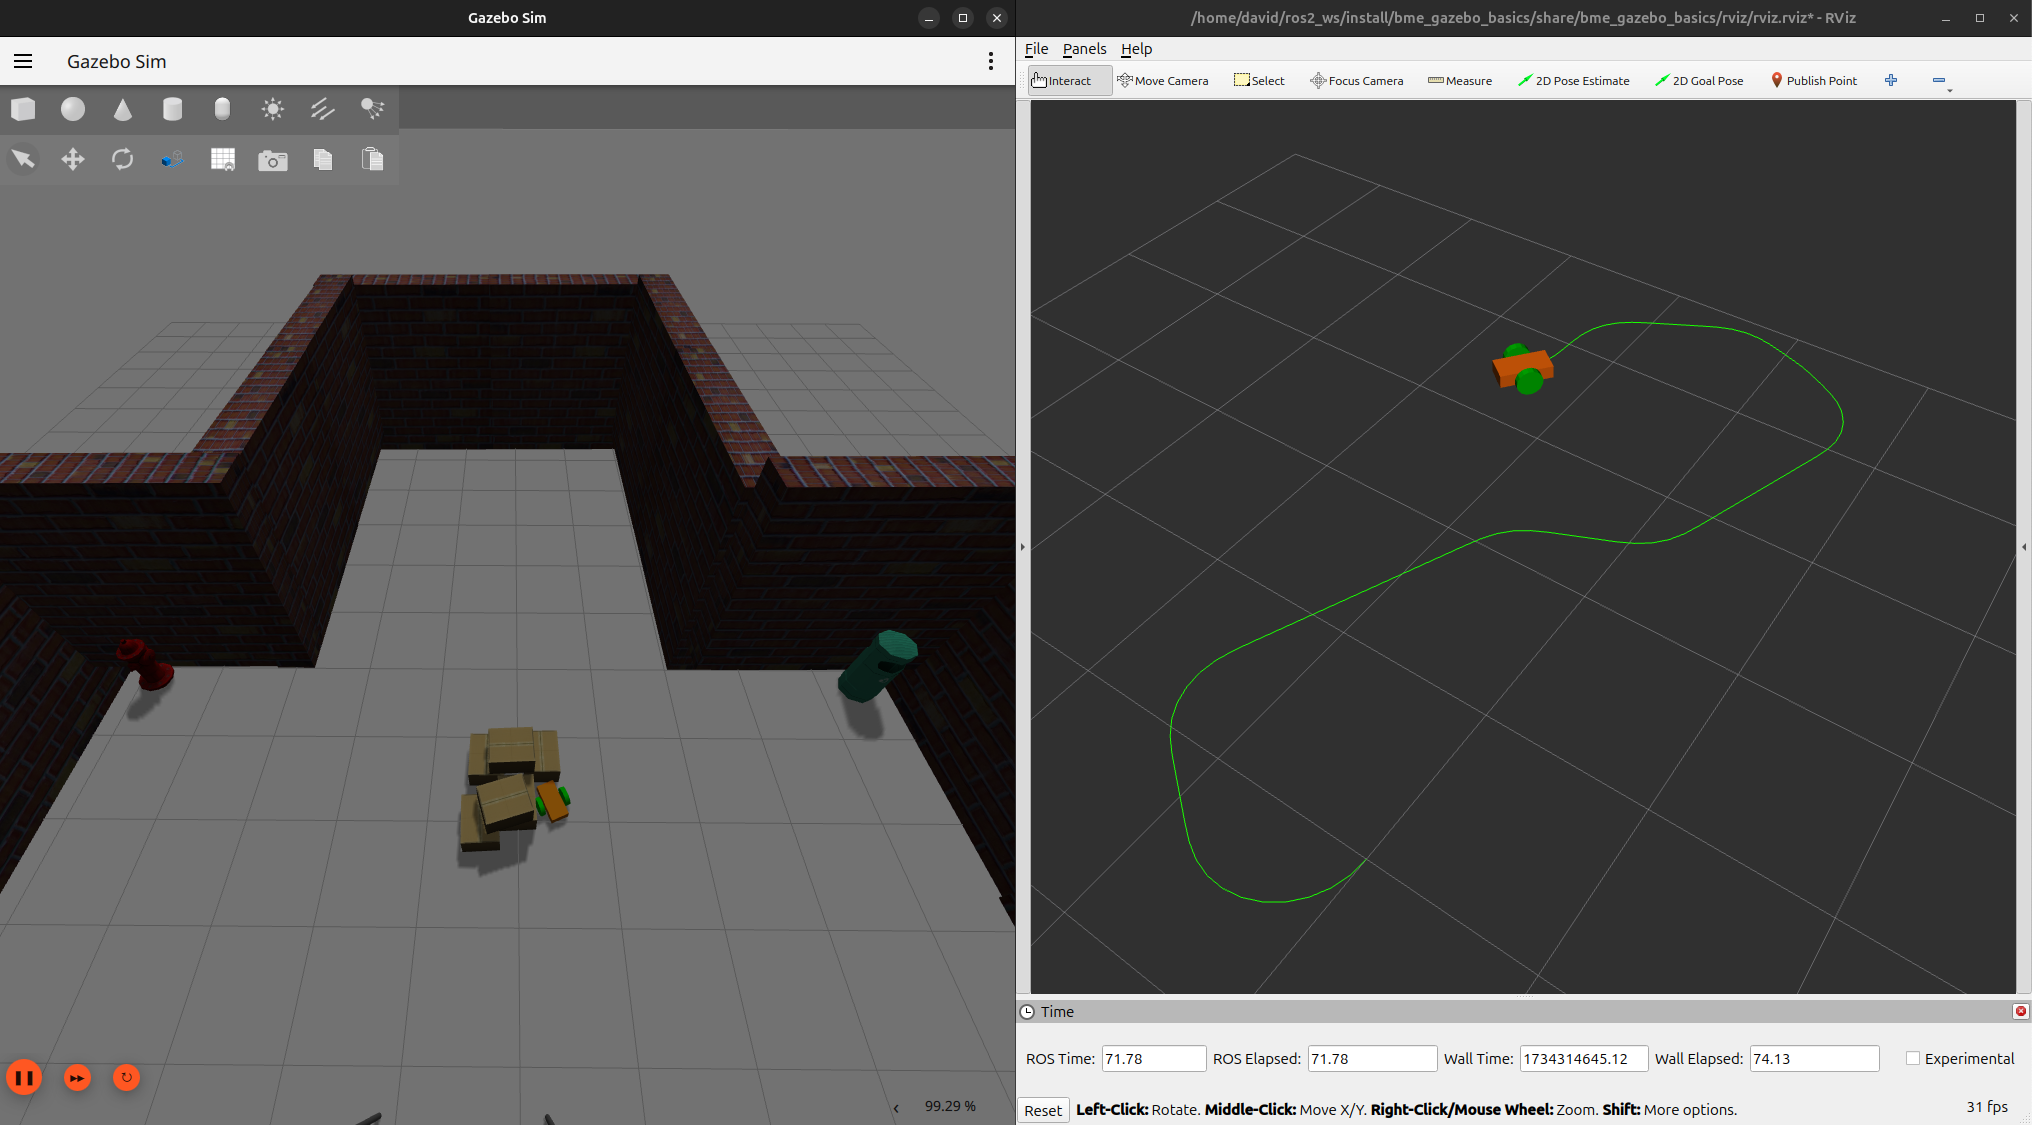 Gazebo Sim
Gazebo Sim
99.29 %
/home/david/ros2_ws/install/bme_gazebo_basics/share/bme_gazebo_basics/rviz/rviz.rviz* - RViz
File Panels Help
Interact Move Camera Select Focus Camera Measure 2D Pose Estimate 2D Goal Pose Publish Point
Time
ROS Time: 71.78 ROS Elapsed: 71.78 Wall Time: 1734314645.12 Wall Elapsed: 74.13 Experimental
Reset Left-Click: Rotate. Middle-Click: Move X/Y. Right-Click/Mouse Wheel: Zoom. Shift: More options. 31 fps